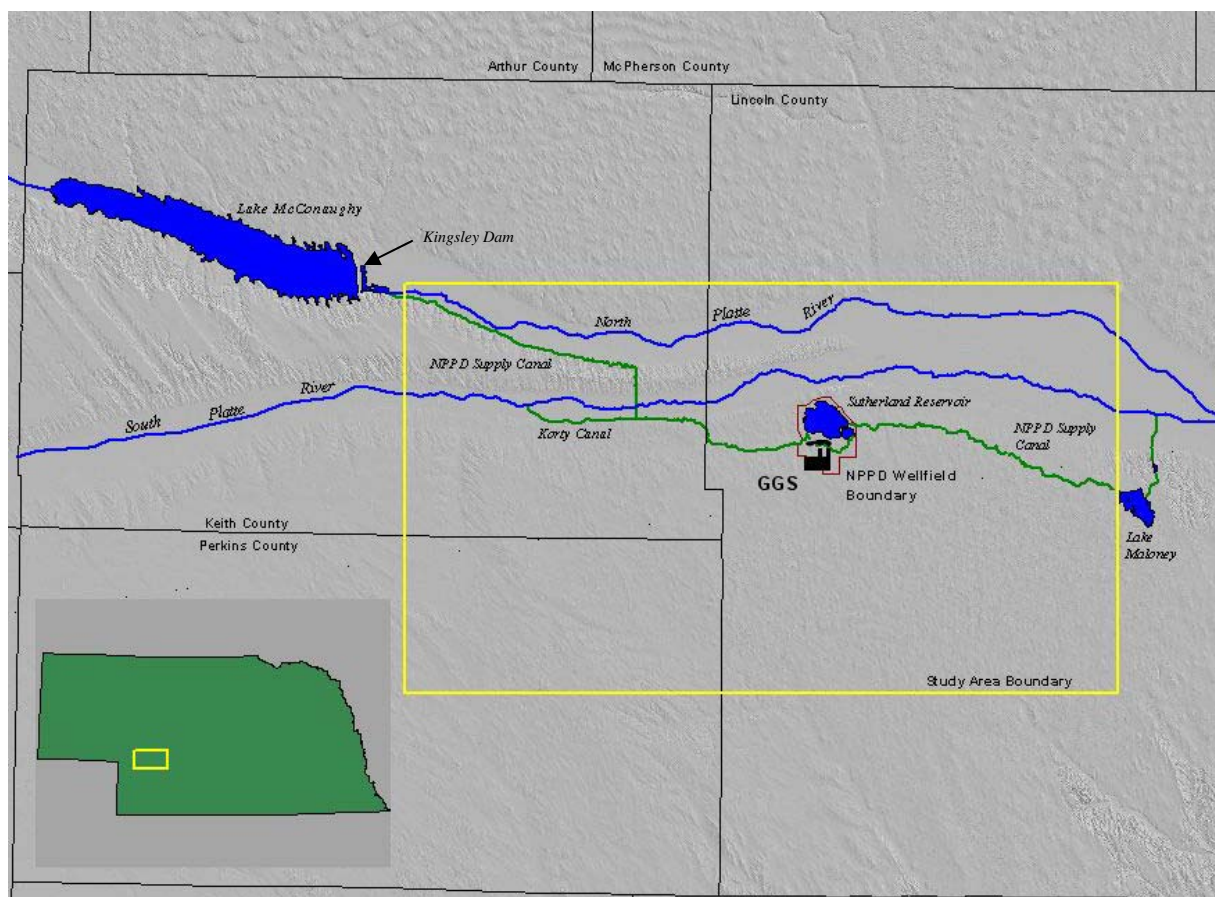 Arthur County
McPherson County
Lincoln County
Lake McConaughy
Kingsley Dam
North Platte River
NPPD Supply Canal
South Platte River
Korty Canal
Sutherland Reservoir
NPPD Supply
Canal
GGS
NPPD Wellfield
Boundary
Lake
Maloney
Keith County
Perkins County
Study Area Boundary